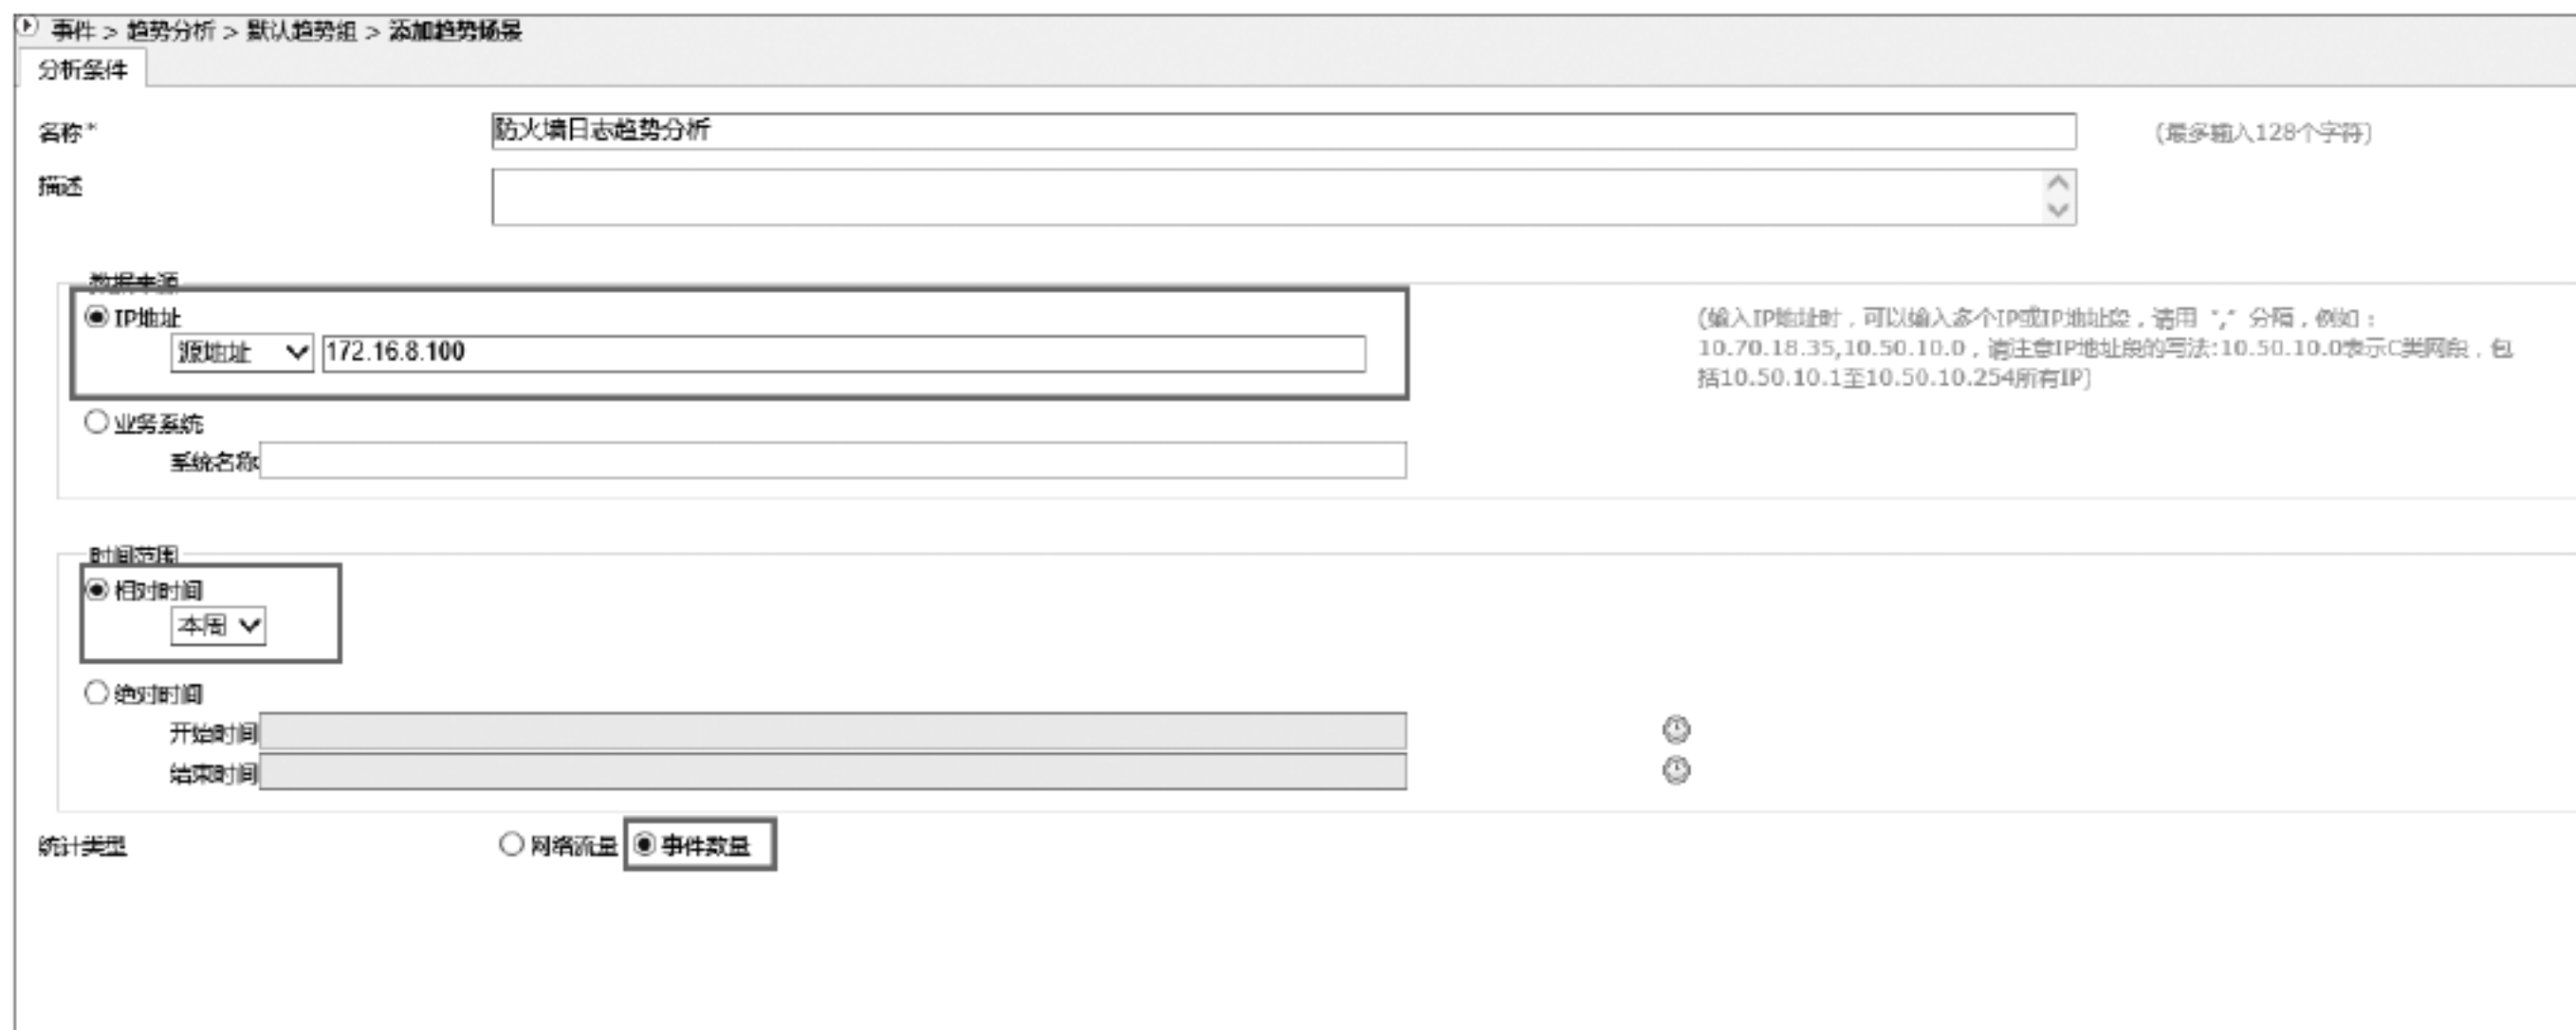 事件 > 趋势分析 > 默认趋势组 > 添加趋势场景
分析条件
名称*
防火墙日志趋势分析
(最多输入128个字符)
描述
数据来源
IP地址
源地址
172.16.8.100
(输入IP地址时，可以输入多个IP或IP地址段，请用 "," 分隔，例如：
10.70.18.35,10.50.10.0，请注意IP地址段的写法:10.50.10.0表示C类网段，包
括10.50.10.1至10.50.10.254所有IP)
业务系统
系统名称
时间范围
相对时间
本周
绝对时间
开始时间
结束时间
统计类型
网络流量
事件数量